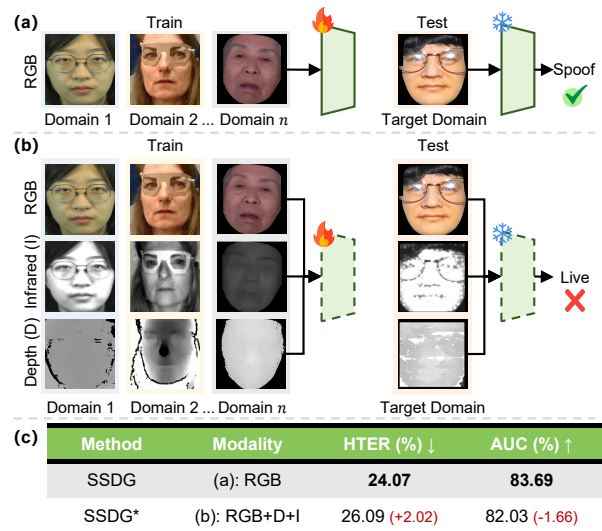 (a) Train Test
RGB
Spoof
Domain 1 Domain 2 ... Domain n Target Domain
(b) Train Test
RGB
Infrared (I)
Live
Depth (D)
Domain 1 Domain 2 ... Domain n Target Domain
(c)
Method Modality HTER (%) ↓ AUC (%) ↑
SSDG (a): RGB 24.07 83.69
SSDG* (b): RGB+D+I 26.09 (+2.02) 82.03 (-1.66)